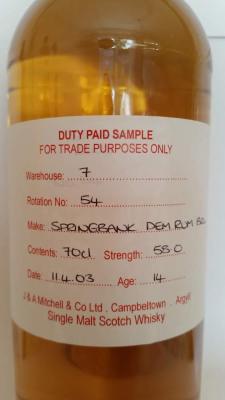 DUTY PAID SAMPLE
FOR TRADE PURPOSES ONLY
Warehouse: 7
Rotation No: 54
Make: SPRINGBANK DEM RUM
Contents: 70cl Strength: 55.0
Date: 11.4.03 Age: 14
J & A Mitchell & Co Ltd . Campbeltown . Argyll
Single Malt Scotch Whisky